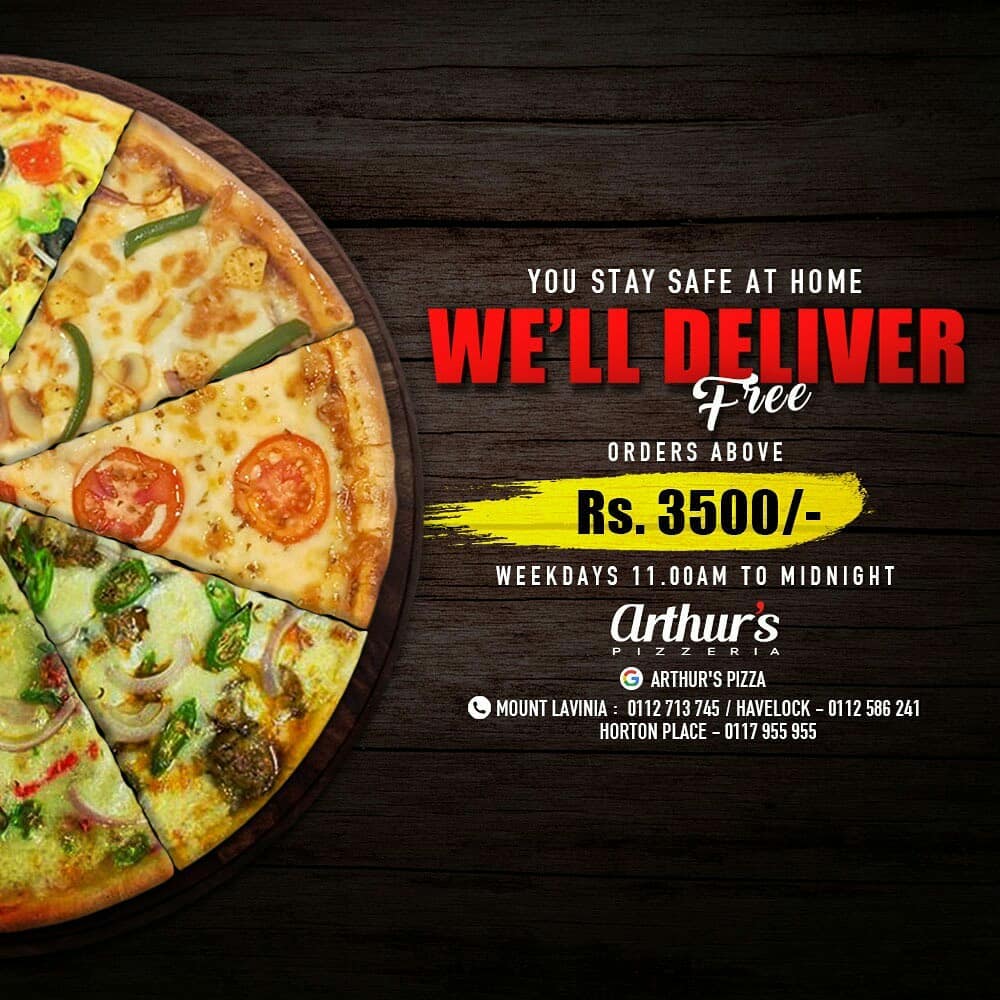 YOU STAY SAFE AT HOME
WE'LL DELIVER
Free
ORDERS ABOVE
Rs. 3500/-
WEEKDAYS 11.00AM TO MIDNIGHT
arthur's
PIZZERIA
G ARTHUR'S PIZZA
MOUNT LAVINIA : 0112 713 745 / HAVELOCK - 0112 586 241
HORTON PLACE - 0117 955 955